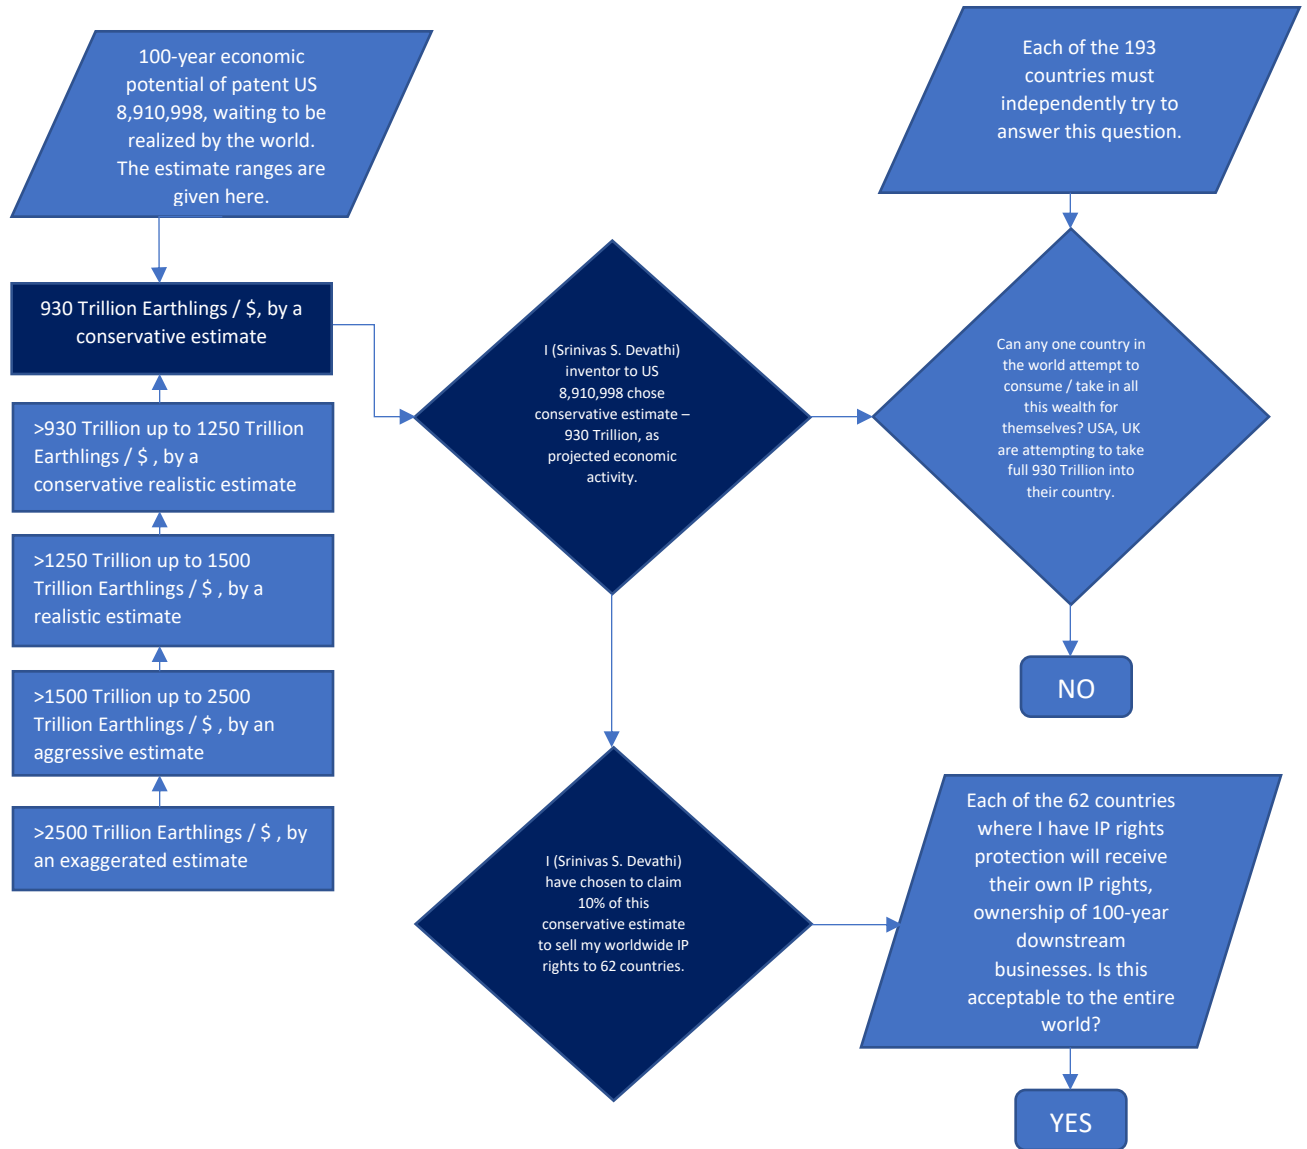 100-year economic
potential of patent US
8,910,998, waiting to be
realized by the world.
The estimate ranges are
given here.
930 Trillion Earthlings / $, by a
conservative estimate
>930 Trillion up to 1250 Trillion
Earthlings / $ , by a
conservative realistic estimate
>1250 Trillion up to 1500
Trillion Earthlings / $ , by a
realistic estimate
>1500 Trillion up to 2500
Trillion Earthlings / $ , by an
aggressive estimate
>2500 Trillion Earthlings / $ , by
an exaggerated estimate
I (Srinivas S. Devathi)
inventor to US
8,910,998 chose
conservative estimate –
930 Trillion, as
projected economic
activity.
I (Srinivas S. Devathi)
have chosen to claim
10% of this
conservative estimate
to sell my worldwide IP
rights to 62 countries.
Each of the 193
countries must
independently try to
answer this question.
Can any one country in
the world attempt to
consume / take in all
this wealth for
themselves? USA, UK
are attempting to take
full 930 Trillion into
their country.
NO
Each of the 62 countries
where I have IP rights
protection will receive
their own IP rights,
ownership of 100-year
downstream
businesses. Is this
acceptable to the entire
world?
YES